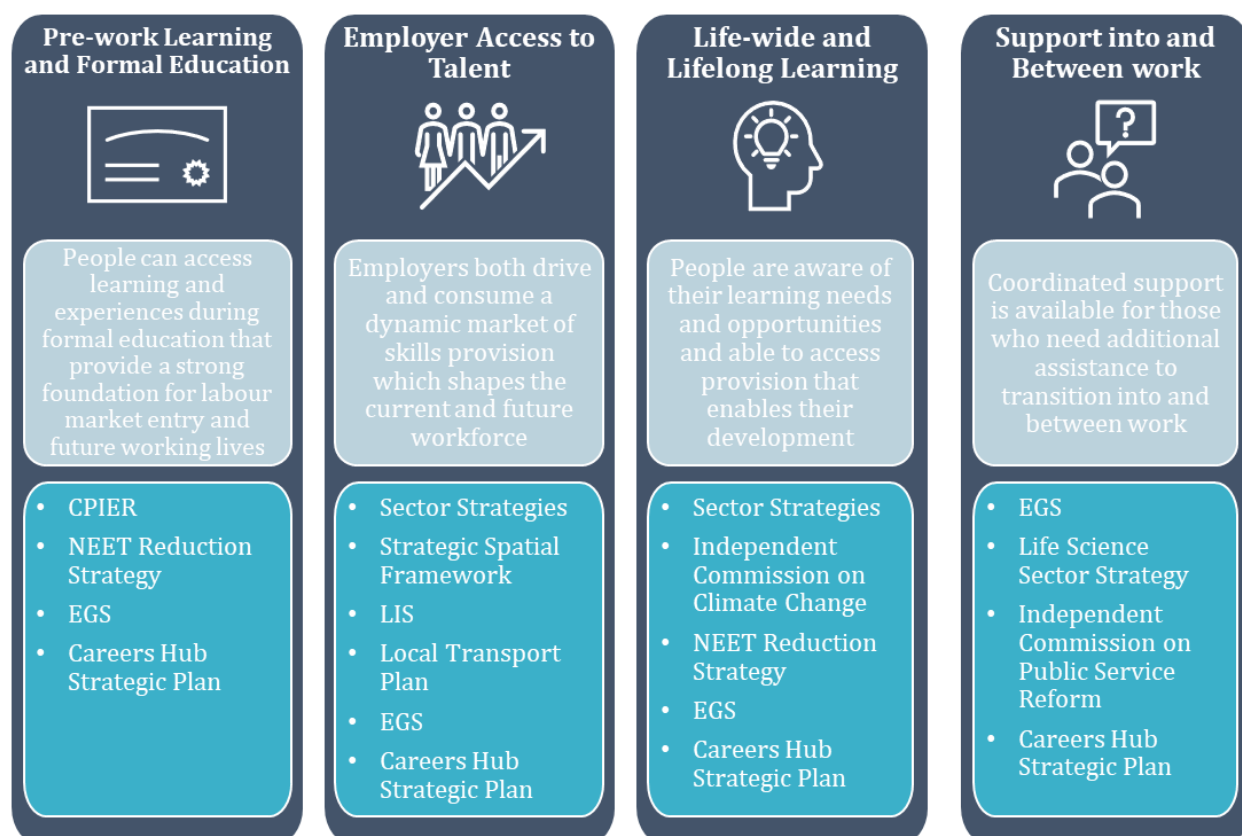 Pre-work Learning
and Formal Education
People can access
learning and
experiences during
formal education that
provide a strong
foundation for labour
market entry and
future working lives
• CPIER
• NEET Reduction
Strategy
• EGS
• Careers Hub
Strategic Plan
Employer Access to
Talent
Employers both drive
and consume a
dynamic market of
skills provision
which shapes the
current and future
workforce
• Sector Strategies
• Strategic Spatial
Framework
• LIS
• Local Transport
Plan
• EGS
• Careers Hub
Strategic Plan
Life-wide and
Lifelong Learning
People are aware of
their learning needs
and opportunities
and able to access
provision that
enables their
development
• Sector Strategies
• Independent
Commission on
Climate Change
• NEET Reduction
Strategy
• EGS
• Careers Hub
Strategic Plan
Support into and
Between work
?
Coordinated support
is available for those
who need additional
assistance to
transition into and
between work
• EGS
• Life Science
Sector Strategy
• Independent
Commission on
Public Service
Reform
• Careers Hub
Strategic Plan